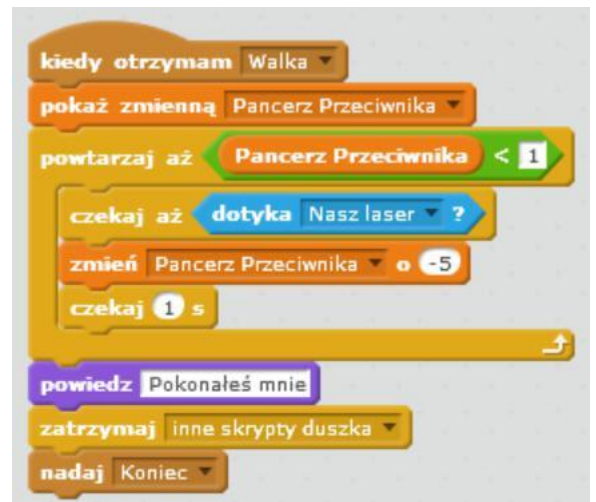 kiedy otrzymam Walka
pokaż zmienną Pancerz Przeciwnika
powtarzaj aż Pancerz Przeciwnika < 1
czekaj aż dotyka Nasz laser ?
zmień Pancerz Przeciwnika o -5
czekaj 1 s
powiedz Pokonałeś mnie
zatrzymaj inne skrypty duszka
nadaj Koniec